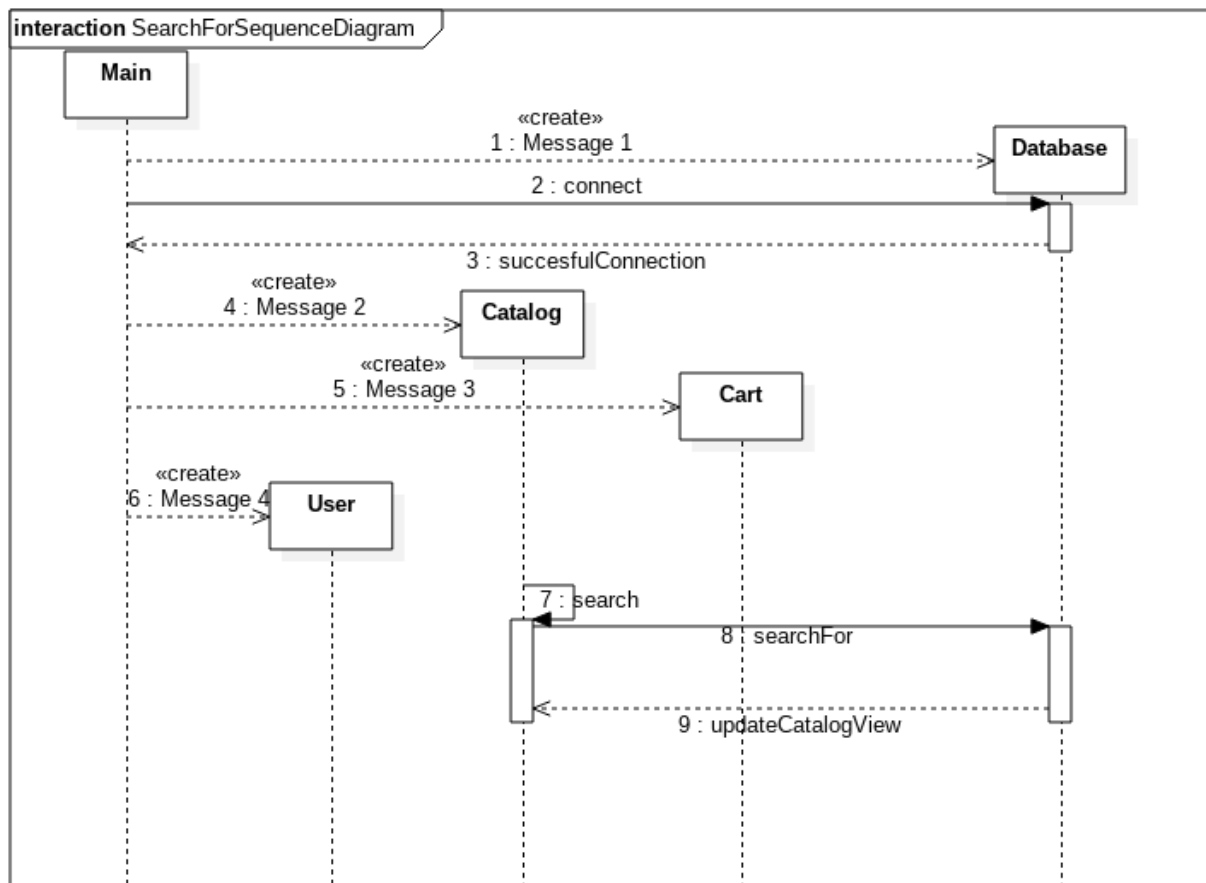 interaction SearchForSequenceDiagram
Main
«create»
1 : Message 1
Database
2 : connect
3 : succesfulConnection
«create»
4 : Message 2
Catalog
«create»
5 : Message 3
Cart
«create»
6 : Message 4
User
7 : search
8 : searchFor
9 : updateCatalogView